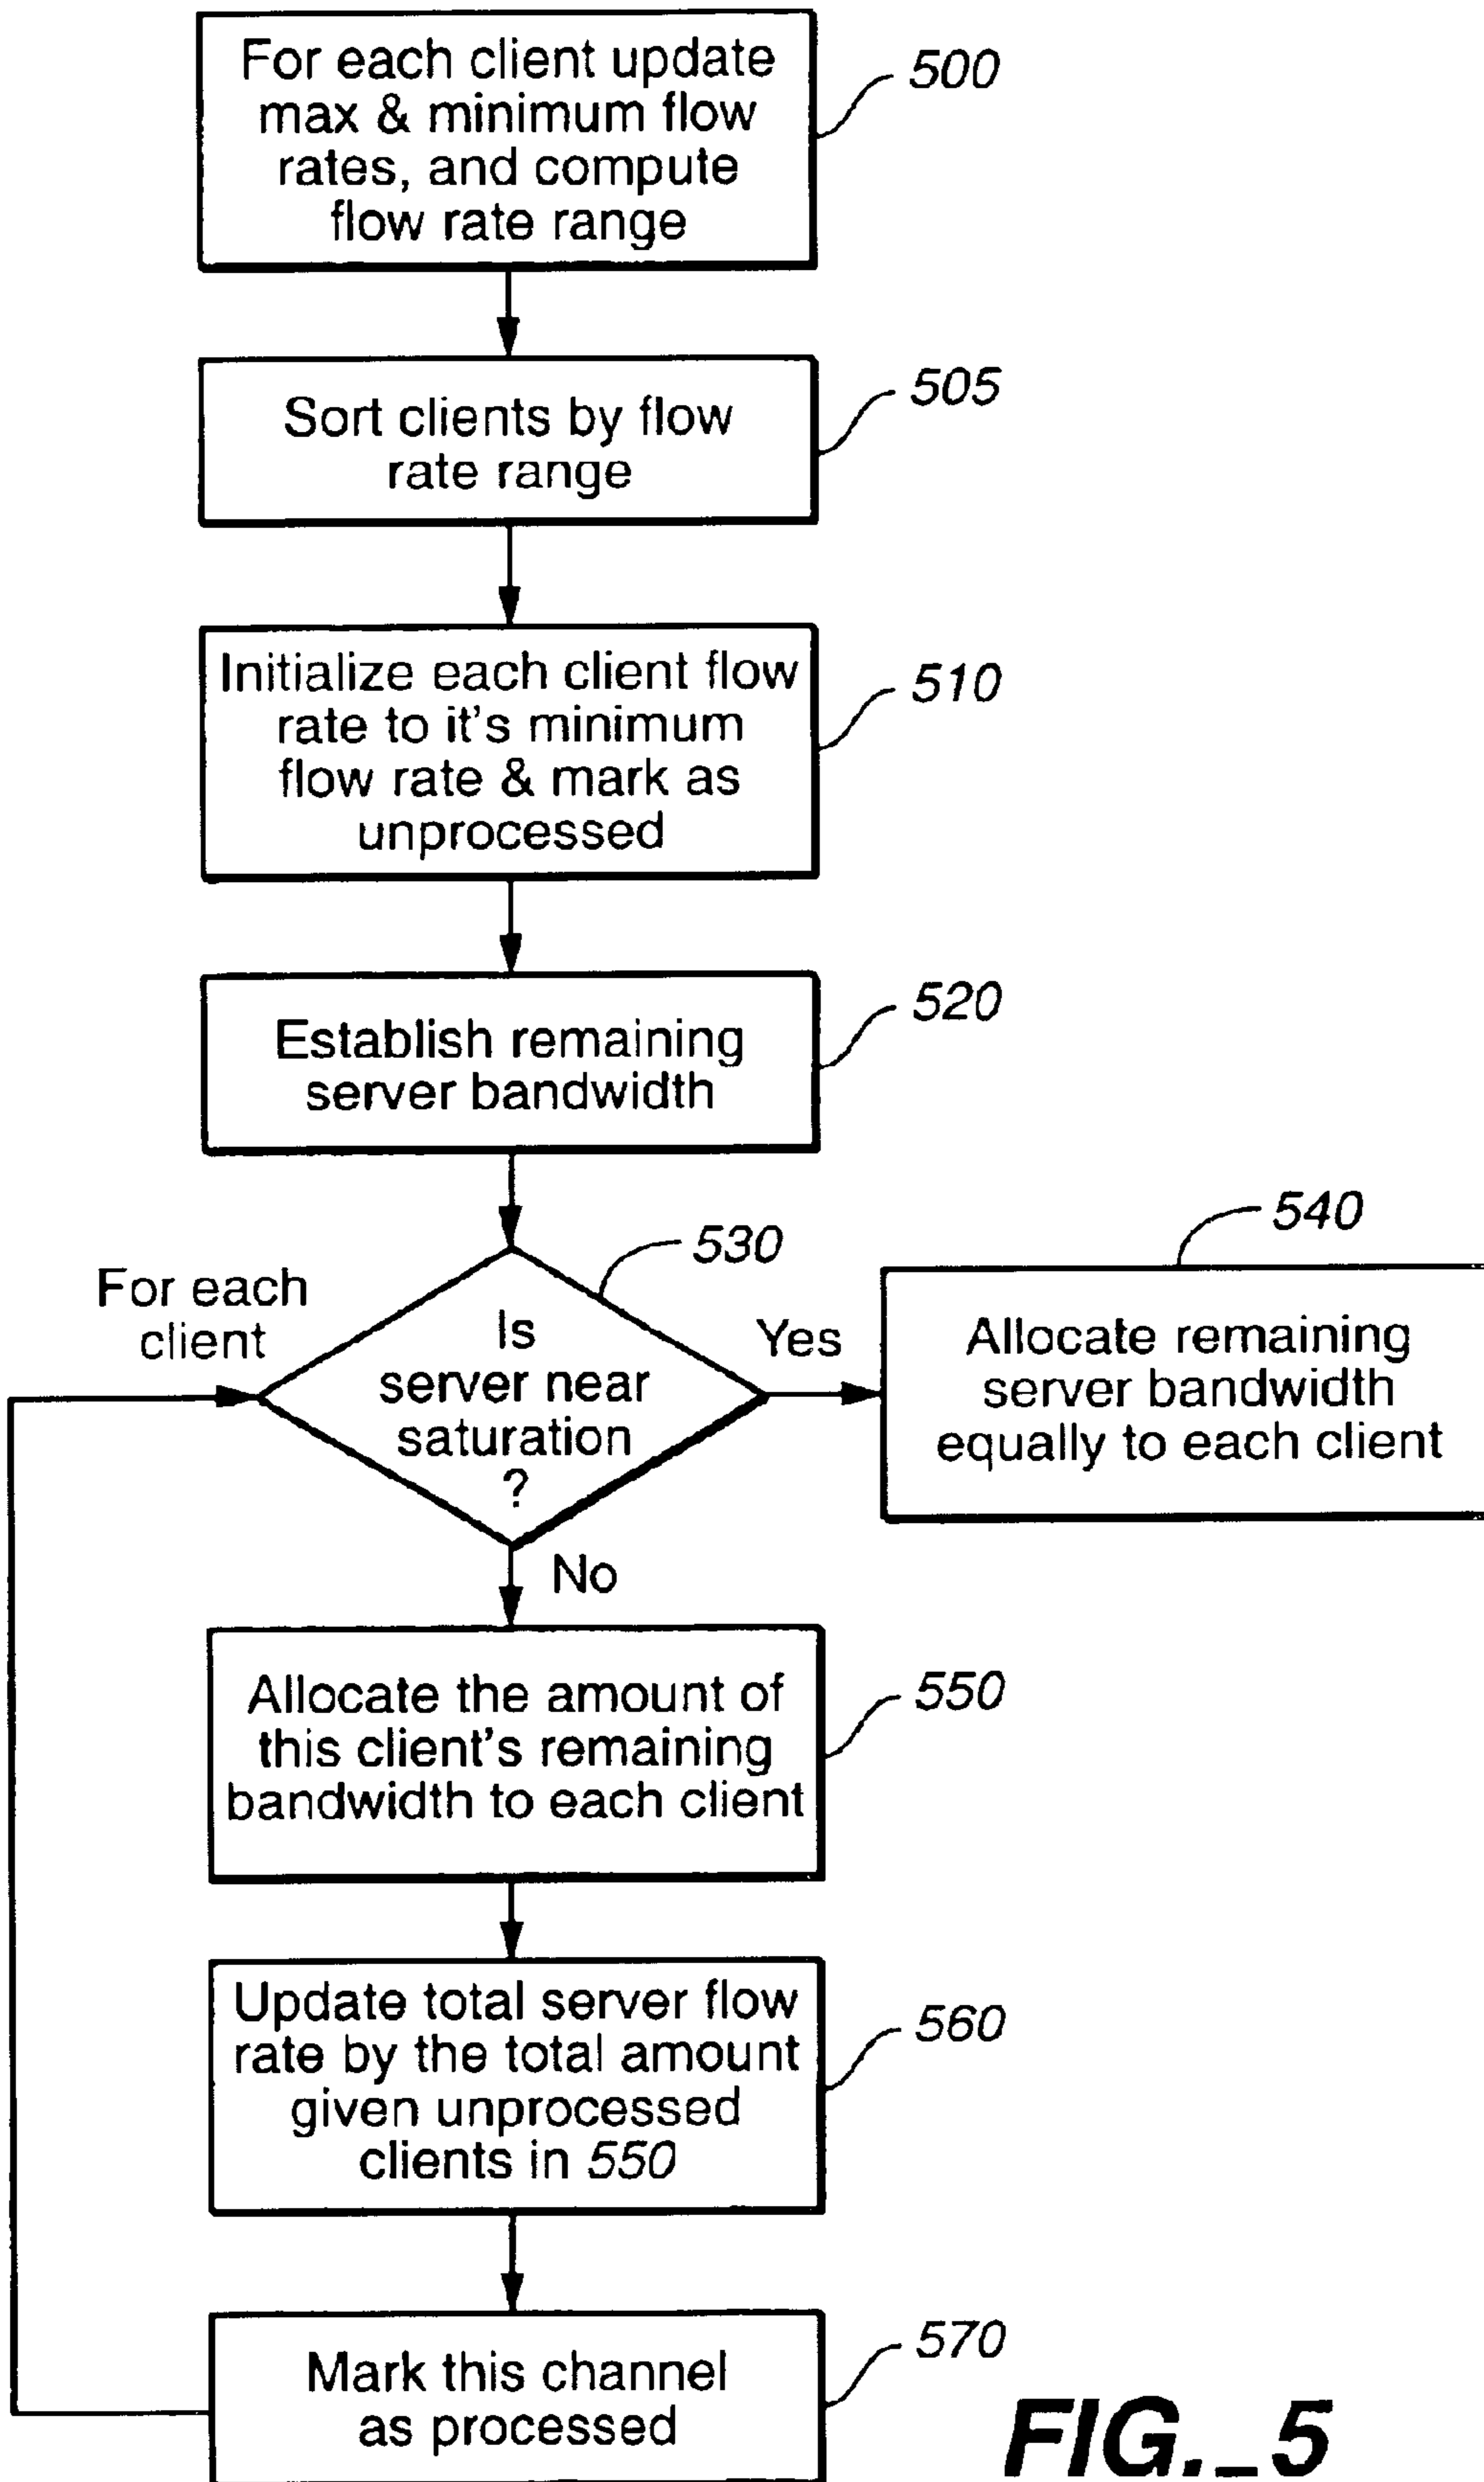 For each client update
max & minimum flow
rates, and compute
flow rate range
500
Sort clients by flow
rate range
505
Initialize each client flow
rate to it's minimum
flow rate & mark as
unprocessed
510
Establish remaining
server bandwidth
520
For each
client
Is
server near
saturation
?
530
Yes
540
Allocate remaining
server bandwidth
equally to each client
No
Allocate the amount of
this client's remaining
bandwidth to each client
550
Update total server flow
rate by the total amount
given unprocessed
clients in 550
560
Mark this channel
as processed
570
FIG._5